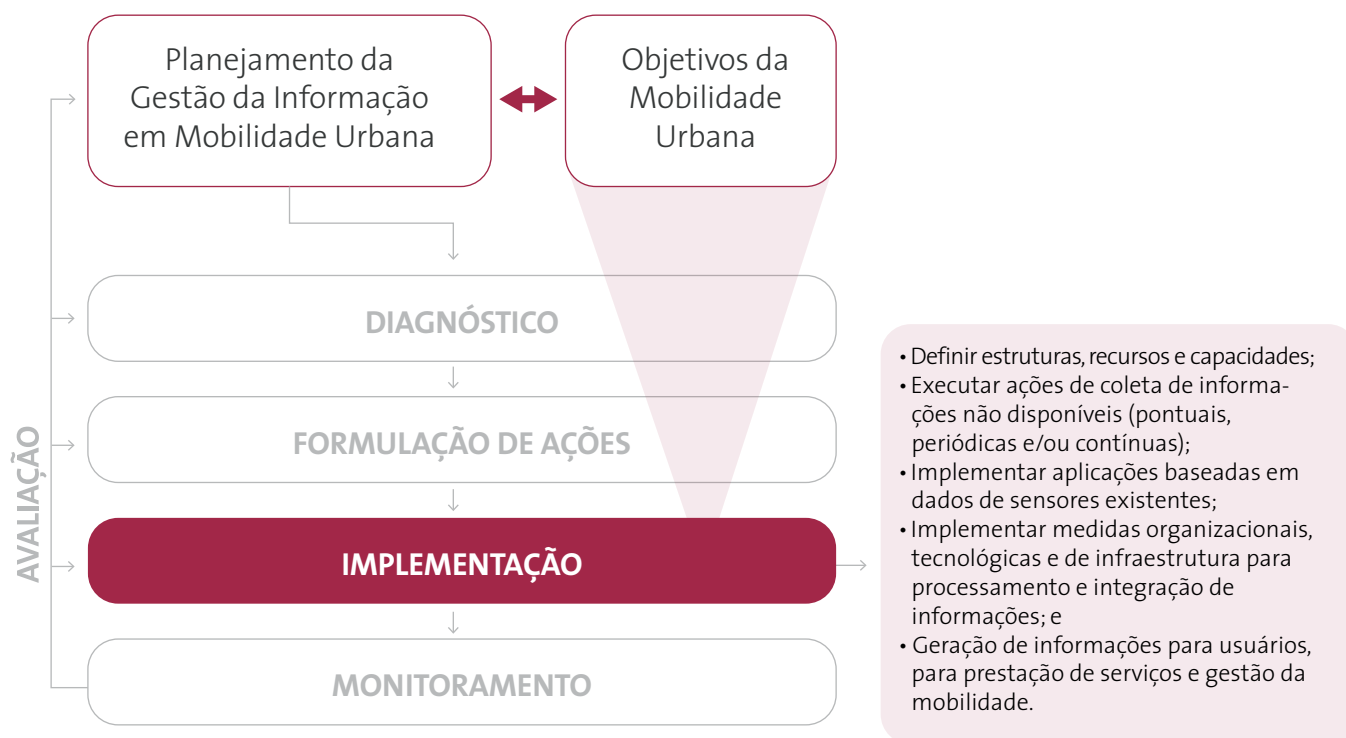 Planejamento da
Gestão da Informação
em Mobilidade Urbana
Objetivos da
Mobilidade
Urbana
AVALIAÇÃO
DIAGNÓSTICO
FORMULAÇÃO DE AÇÕES
IMPLEMENTAÇÃO
MONITORAMENTO
• Definir estruturas, recursos e capacidades;
• Executar ações de coleta de informa-
ções não disponíveis (pontuais,
periódicas e/ou contínuas);
• Implementar aplicações baseadas em
dados de sensores existentes;
• Implementar medidas organizacionais,
tecnológicas e de infraestrutura para
processamento e integração de
informações; e
• Geração de informações para usuários,
para prestação de serviços e gestão da
mobilidade.